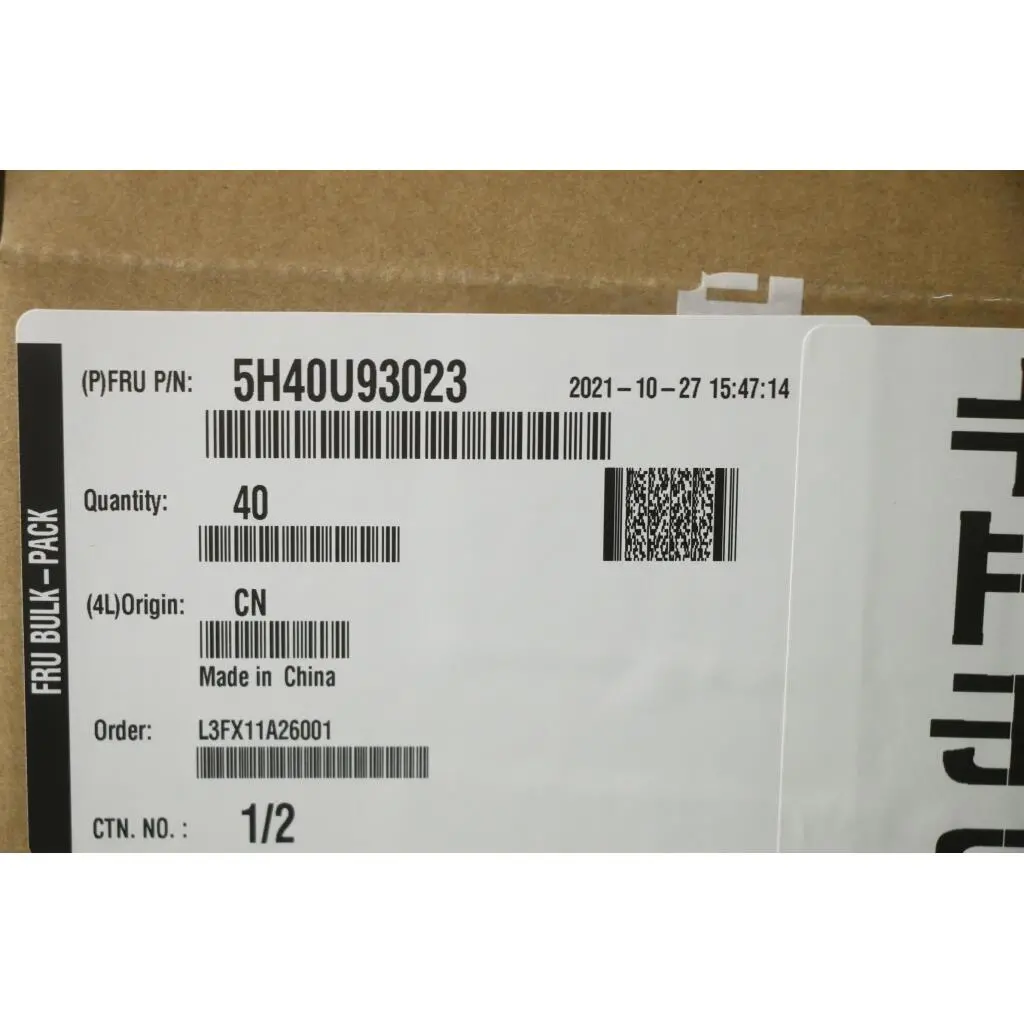 (P)FRU P/N: 5H40U93023 2021-10-27 15:47:14
Quantity: 40
(4L)Origin: CN
Made in China
Order: L3FX11A26001
CTN. NO. : 1/2
FRU BULK-PACK